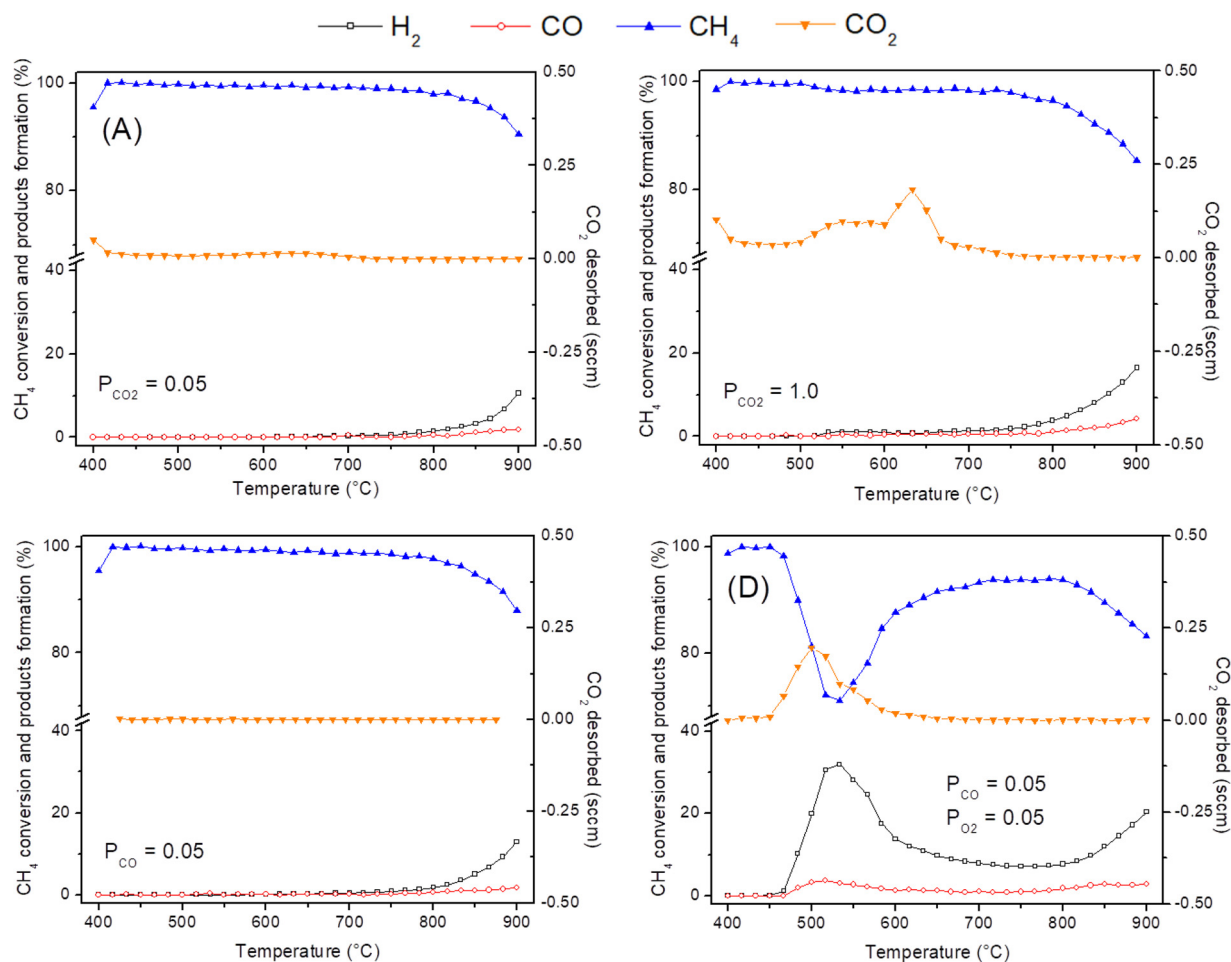 H2 CO CH4 CO2
CH4 conversion and products formation (%)
100
80
40
20
0
(A)
PCO2 = 0.05
0.50
0.25
0.00
-0.25
-0.50
CO2 desorbed (sccm)
400 500 600 700 800 900
Temperature (°C)
CH4 conversion and products formation (%)
100
80
40
20
0
PCO2 = 1.0
0.50
0.25
0.00
-0.25
-0.50
CO2 desorbed (sccm)
400 500 600 700 800 900
Temperature (°C)
CH4 conversion and products formation (%)
100
80
40
20
0
PCO = 0.05
0.50
0.25
0.00
-0.25
-0.50
CO2 desorbed (sccm)
400 500 600 700 800 900
Temperature (°C)
CH4 conversion and products formation (%)
100
80
40
20
0
(D)
PCO = 0.05
PO2 = 0.05
0.50
0.25
0.00
-0.25
-0.50
CO2 desorbed (sccm)
400 500 600 700 800 900
Temperature (°C)